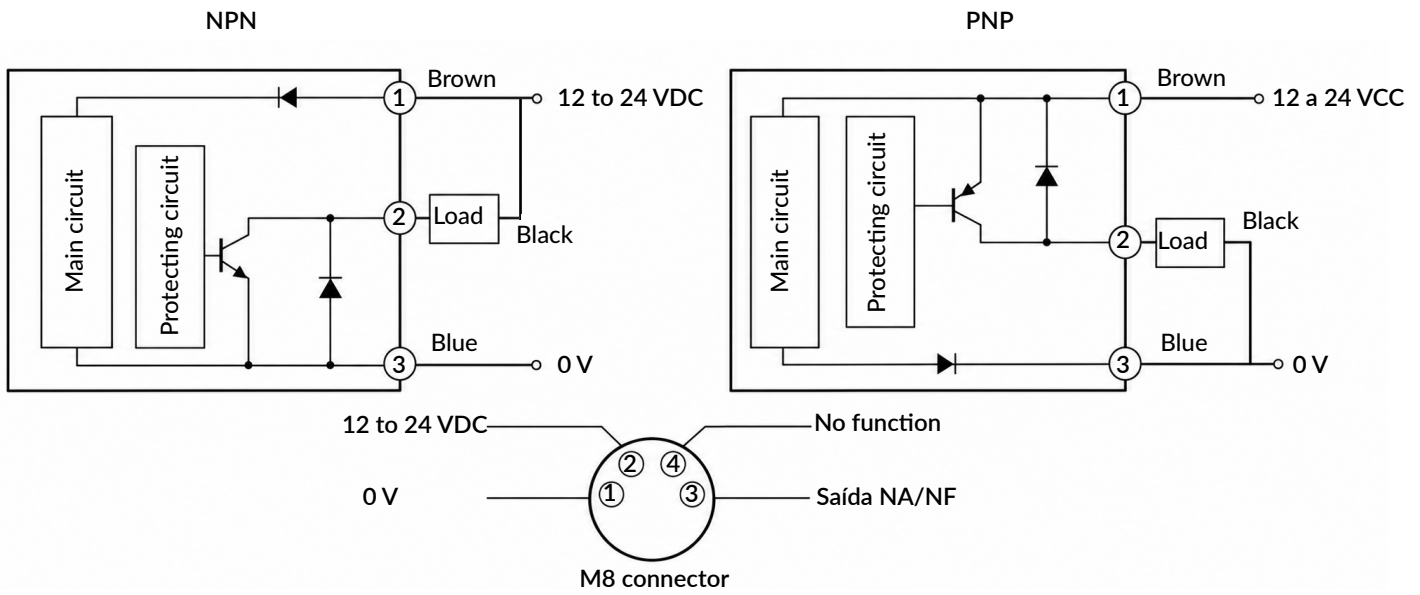 NPN
Brown
1
12 to 24 VDC
Main circuit
Protecting circuit
2
Load
Black
Blue
3
0 V
PNP
Brown
1
12 a 24 VCC
Main circuit
Protecting circuit
2
Load
Black
Blue
3
0 V
12 to 24 VDC
No function
2
4
0 V
1
3
Saída NA/NF
M8 connector